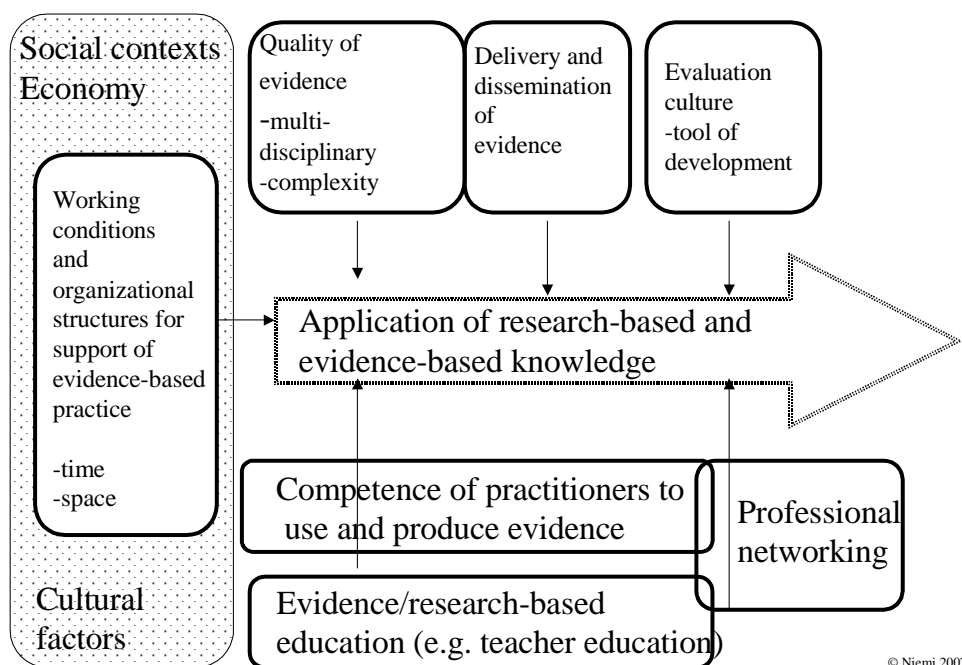 Social contexts
Economy
Working
conditions
and
organizational
structures for
support of
evidence-based
practice
-time
-space
Cultural
factors
Quality of
evidence
-multi-
disciplinary
-complexity
Delivery and
dissemination
of
evidence
Evaluation
culture
-tool of
development
Application of research-based and
evidence-based knowledge
Competence of practitioners to
use and produce evidence
Professional
networking
Evidence/research-based
education (e.g. teacher education)
© Niemi